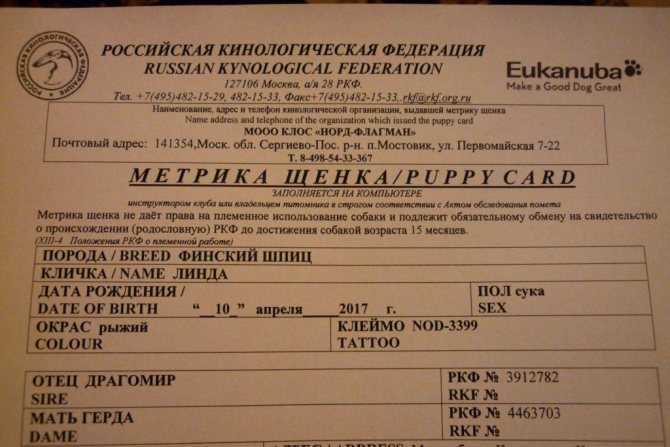 РОССИЙСКАЯ КИНОЛОГИЧЕСКАЯ ФЕДЕРАЦИЯ
РОССИЙСКАЯ КИНОЛОГИЧЕСКАЯ ФЕДЕРАЦИЯ
RUSSIAN KYNOLOGICAL FEDERATION
127106 Москва, а/я 28 РКФ.
Тел. +7(495)482-15-29, 482-15-33, Факс+7(495)482-15-33,.rkf@rkf.org.ru
Eukanuba
Make a Good Dog Great
Наименование, адрес и телефон кинологической организации, выдавшей метрику щенка
Name address and telephone of the organization which issued the puppy card
МООО КЛОС «НОРД-ФЛАГМАН»
Почтовый адрес: 141354,Моск. обл. Сергиево-Пос. р-н п.Мостовик, ул. Первомайская 7-22
Т. 8-498-54-33-367
МЕТРИКА ЩЕНКА/PUPPY CARD
ЗАПОЛНЯЕТСЯ НА КОМПЬЮТЕРЕ
инструктором клуба или владельцем питомника в строгом соответствии с Актом обследования помета
Метрика щенка не даёт права на племенное использование собаки и подлежит обязательному обмену на свидетельство
о происхождении (родословную) РКФ до достижения собакой возраста 15 месяцев.
(XIII-4 Положения РКФ о племенной работе)
ПОРОДА / BREED ФИНСКИЙ ШПИЦ
КЛИЧКА / NAME ЛИНДА
ДАТА РОЖДЕНИЯ /
DATE OF BIRTH “__10_” апреля_____2017 г.
ПОЛ сука
SEX
ОКРАС рыжий
COLOUR
КЛЕЙМО NOD-3399
TATTOO
ОТЕЦ ДРАГОМИР
SIRE
РКФ № 3912782
RKF №
МАТЬ ГЕРДА
DAME
РКФ № 4463703
RKF №